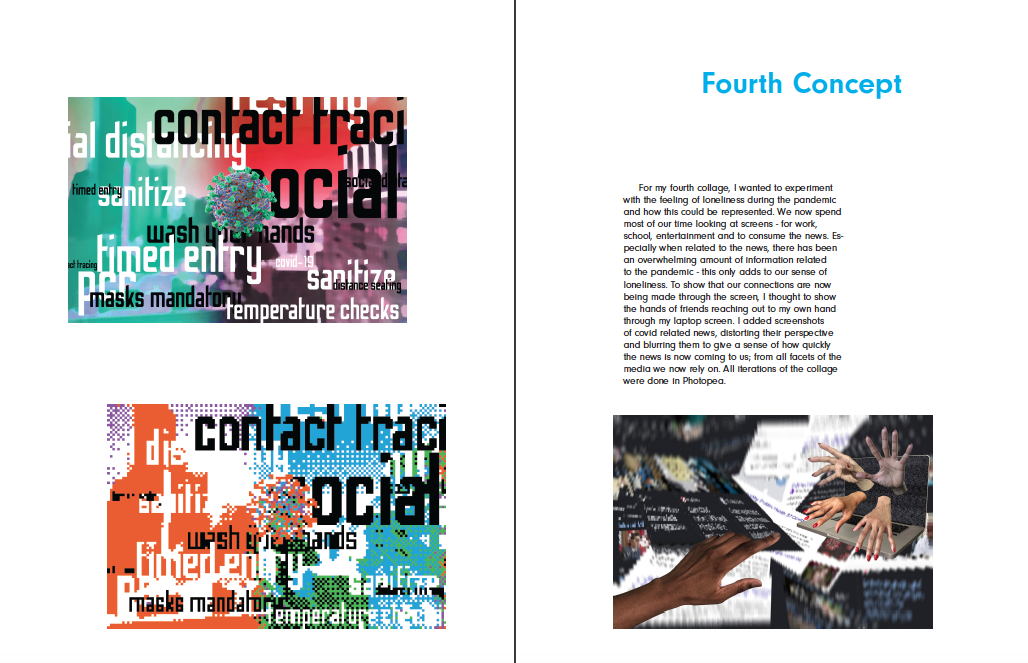 contact traci
ial distancing
social dista
timed entry
sanitize
social
wash your hands
timed entry
covid-19
act tracing
sanitize
PCR
distance seating
masks mandatory
temperature checks
contact traci
dis
social
sanitiz
wash your hands
timed entry
sanitize
masks mandatory
temperature che
Fourth Concept
For my fourth collage, I wanted to experiment
with the feeling of loneliness during the pandemic
and how this could be represented. We now spend
most of our time looking at screens - for work,
school, entertainment and to consume the news. Es-
pecially when related to the news, there has been
an overwhelming amount of information related
to the pandemic - this only adds to our sense of
loneliness. To show that our connections are now
being made through the screen, I thought to show
the hands of friends reaching out to my own hand
through my laptop screen. I added screenshots
of covid related news, distorting their perspective
and blurring them to give a sense of how quickly
the news is now coming to us; from all facets of the
media we now rely on. All iterations of the collage
were done in Photopea.